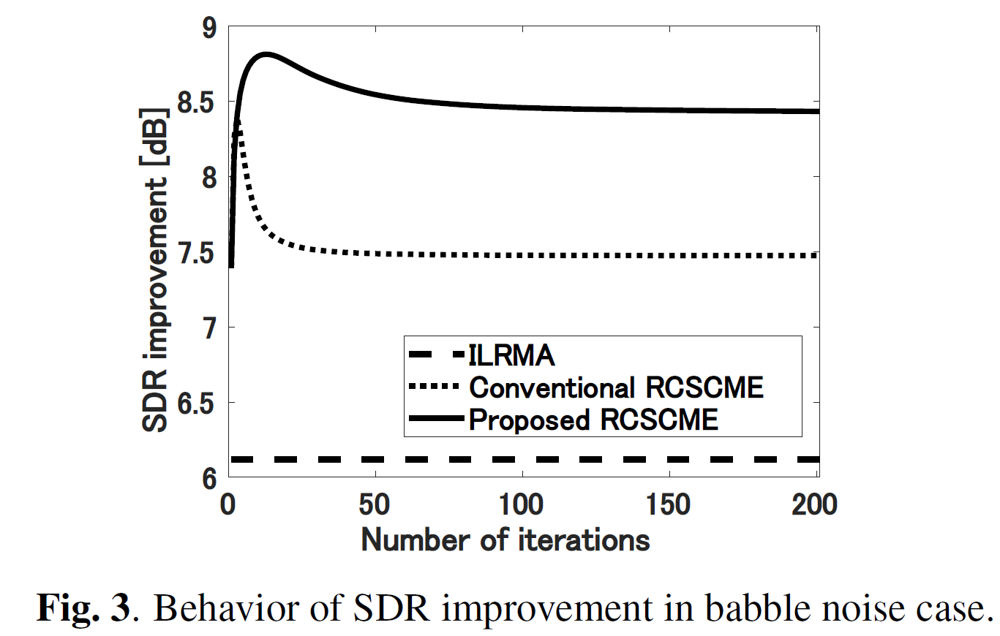 9
8.5
8
7.5
7
6.5
6
SDR improvement [dB]
ILRMA
Conventional RCSCME
Proposed RCSCME
0 50 100 150 200
Number of iterations
Fig. 3. Behavior of SDR improvement in babble noise case.